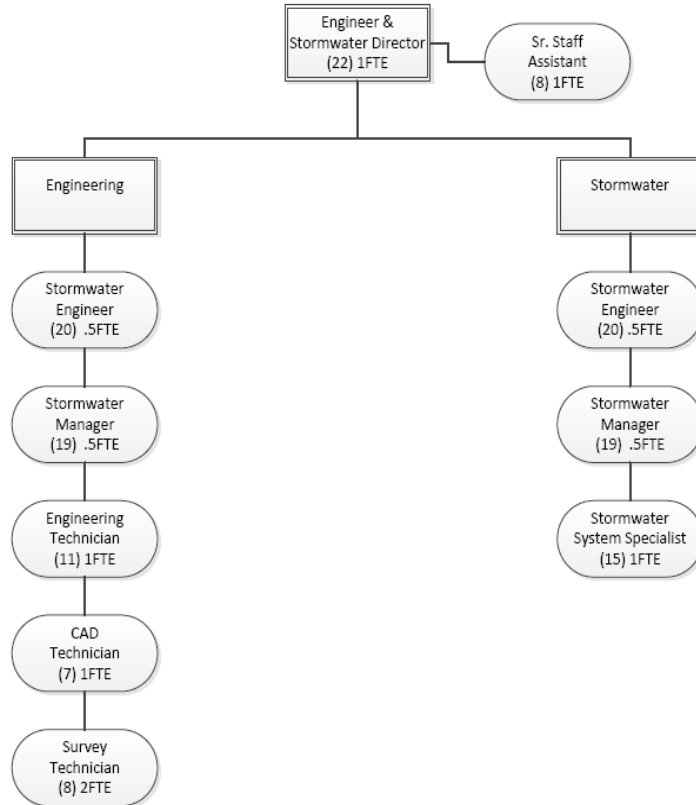 Engineer &
Stormwater Director
(22) 1FTE
Sr. Staff
Assistant
(8) 1FTE
Engineering
Stormwater
Engineer
(20) .5FTE
Stormwater
Manager
(19) .5FTE
Engineering
Technician
(11) 1FTE
CAD
Technician
(7) 1FTE
Survey
Technician
(8) 2FTE
Stormwater
Stormwater
Engineer
(20) .5FTE
Stormwater
Manager
(19) .5FTE
Stormwater
System Specialist
(15) 1FTE